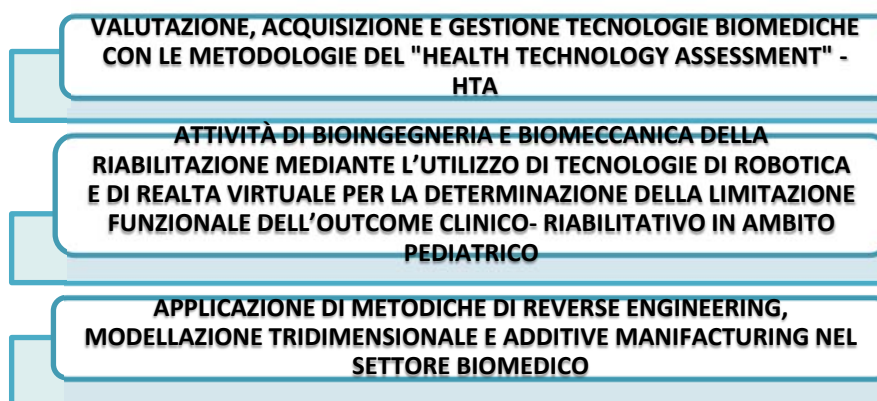 VALUTAZIONE, ACQUISIZIONE E GESTIONE TECNOLOGIE BIOMEDICHE
CON LE METODOLOGIE DEL "HEALTH TECHNOLOGY ASSESSMENT" -
HTA
ATTIVITÀ DI BIOINGEGNERIA E BIOMECCANICA DELLA
RIABILITAZIONE MEDIANTE L’UTILIZZO DI TECNOLOGIE DI ROBOTICA
E DI REALTA VIRTUALE PER LA DETERMINAZIONE DELLA LIMITAZIONE
FUNZIONALE DELL’OUTCOME CLINICO- RIABILITATIVO IN AMBITO
PEDIATRICO
APPLICAZIONE DI METODICHE DI REVERSE ENGINEERING,
MODELLAZIONE TRIDIMENSIONALE E ADDITIVE MANIFACTURING NEL
SETTORE BIOMEDICO